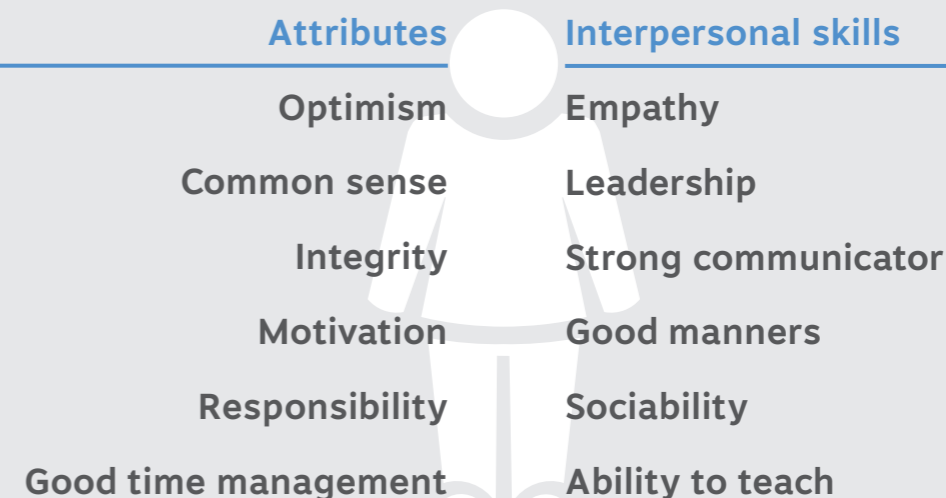 Attributes Interpersonal skills
Optimism Empathy
Common sense Leadership
Integrity Strong communicator
Motivation Good manners
Responsibility Sociability
Good time management Ability to teach